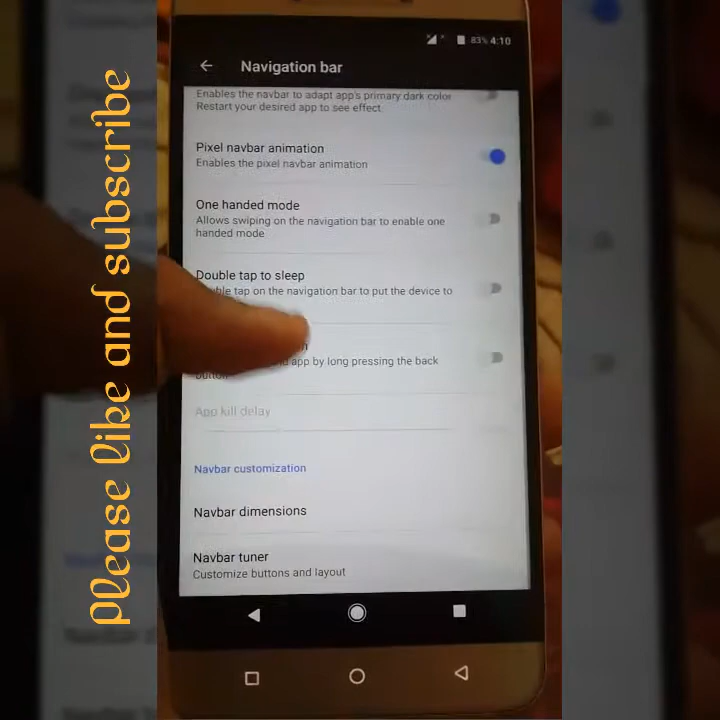 Please like and subscribe
83% 4:10
Navigation bar
Enables the navbar to adapt app's primary dark color
Restart your desired app to see effect
Pixel navbar animation
Enables the pixel navbar animation
One handed mode
Allows swiping on the navigation bar to enable one
handed mode
Double tap to sleep
tap on the navigation bar to put the device to
app by long pressing the back
button
App kill delay
Navbar customization
Navbar dimensions
Navbar tuner
Customize buttons and layout